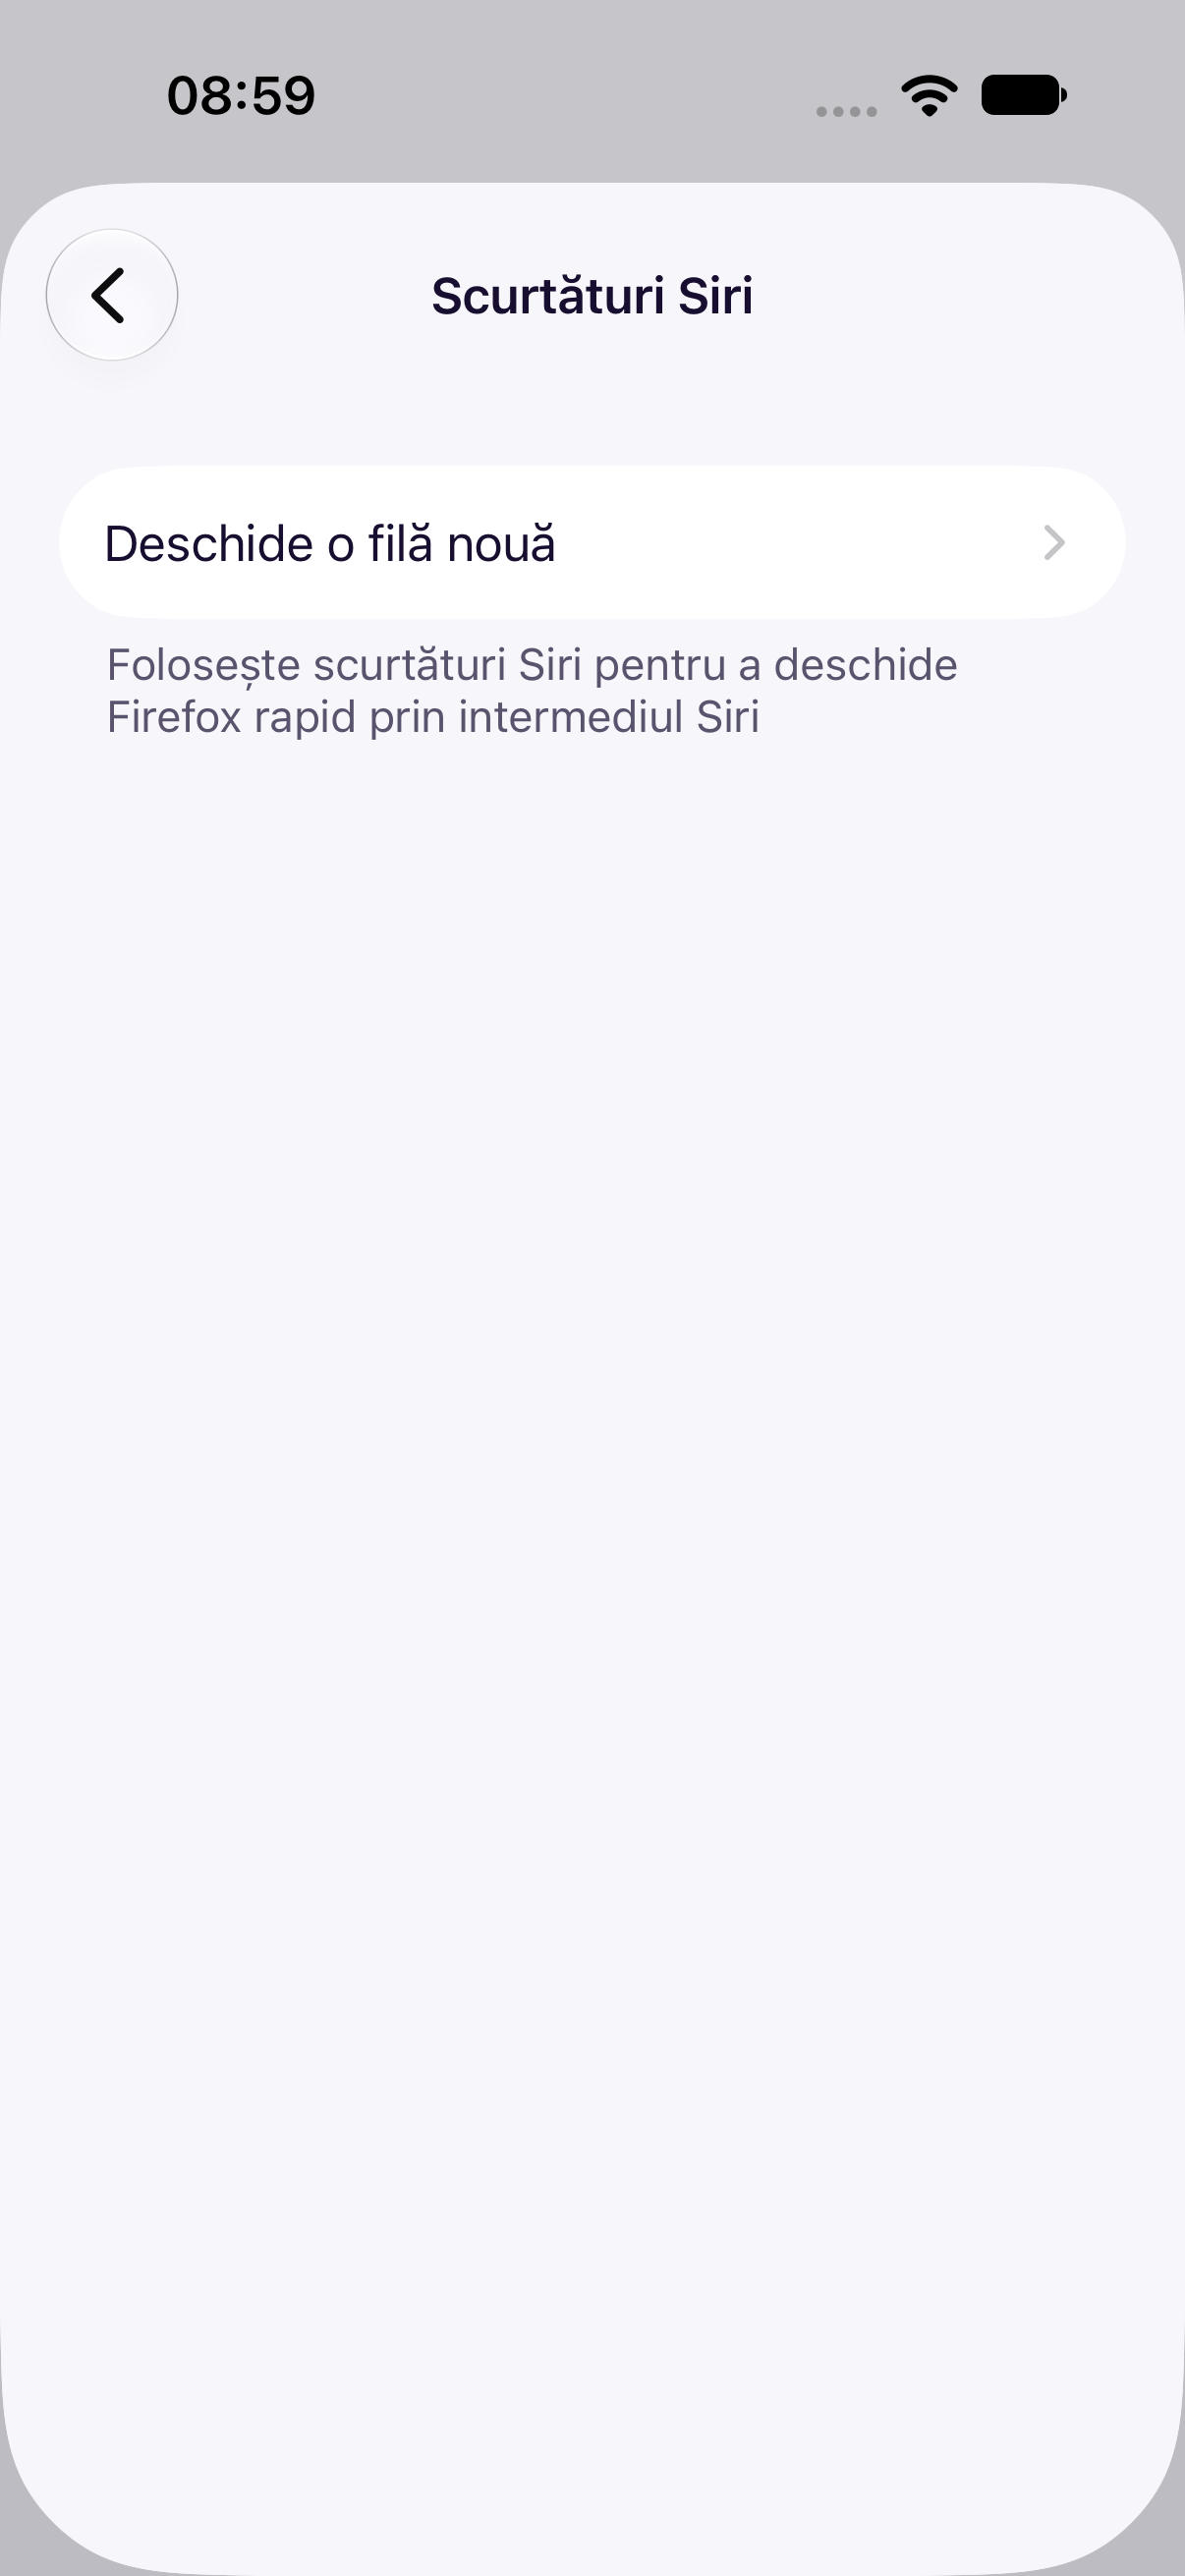 08:59
Scurtături Siri
Deschide o filă nouă
Folosește scurtături Siri pentru a deschide
Firefox rapid prin intermediul Siri